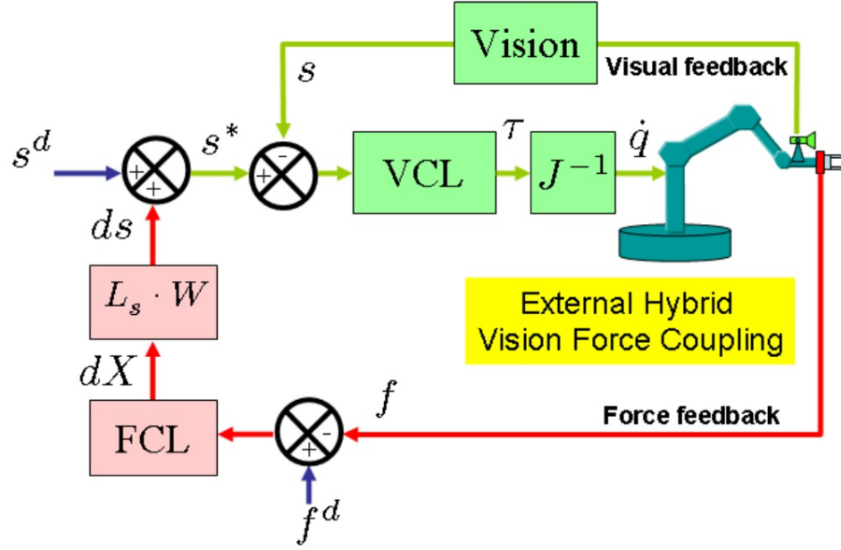 Vision
Visual feedback
s
s^d
s*
+
+
+
-
VCL
τ
J^{-1}
q̇
ds
L_s · W
External Hybrid
Vision Force Coupling
dX
f
Force feedback
FCL
-
+
f^d